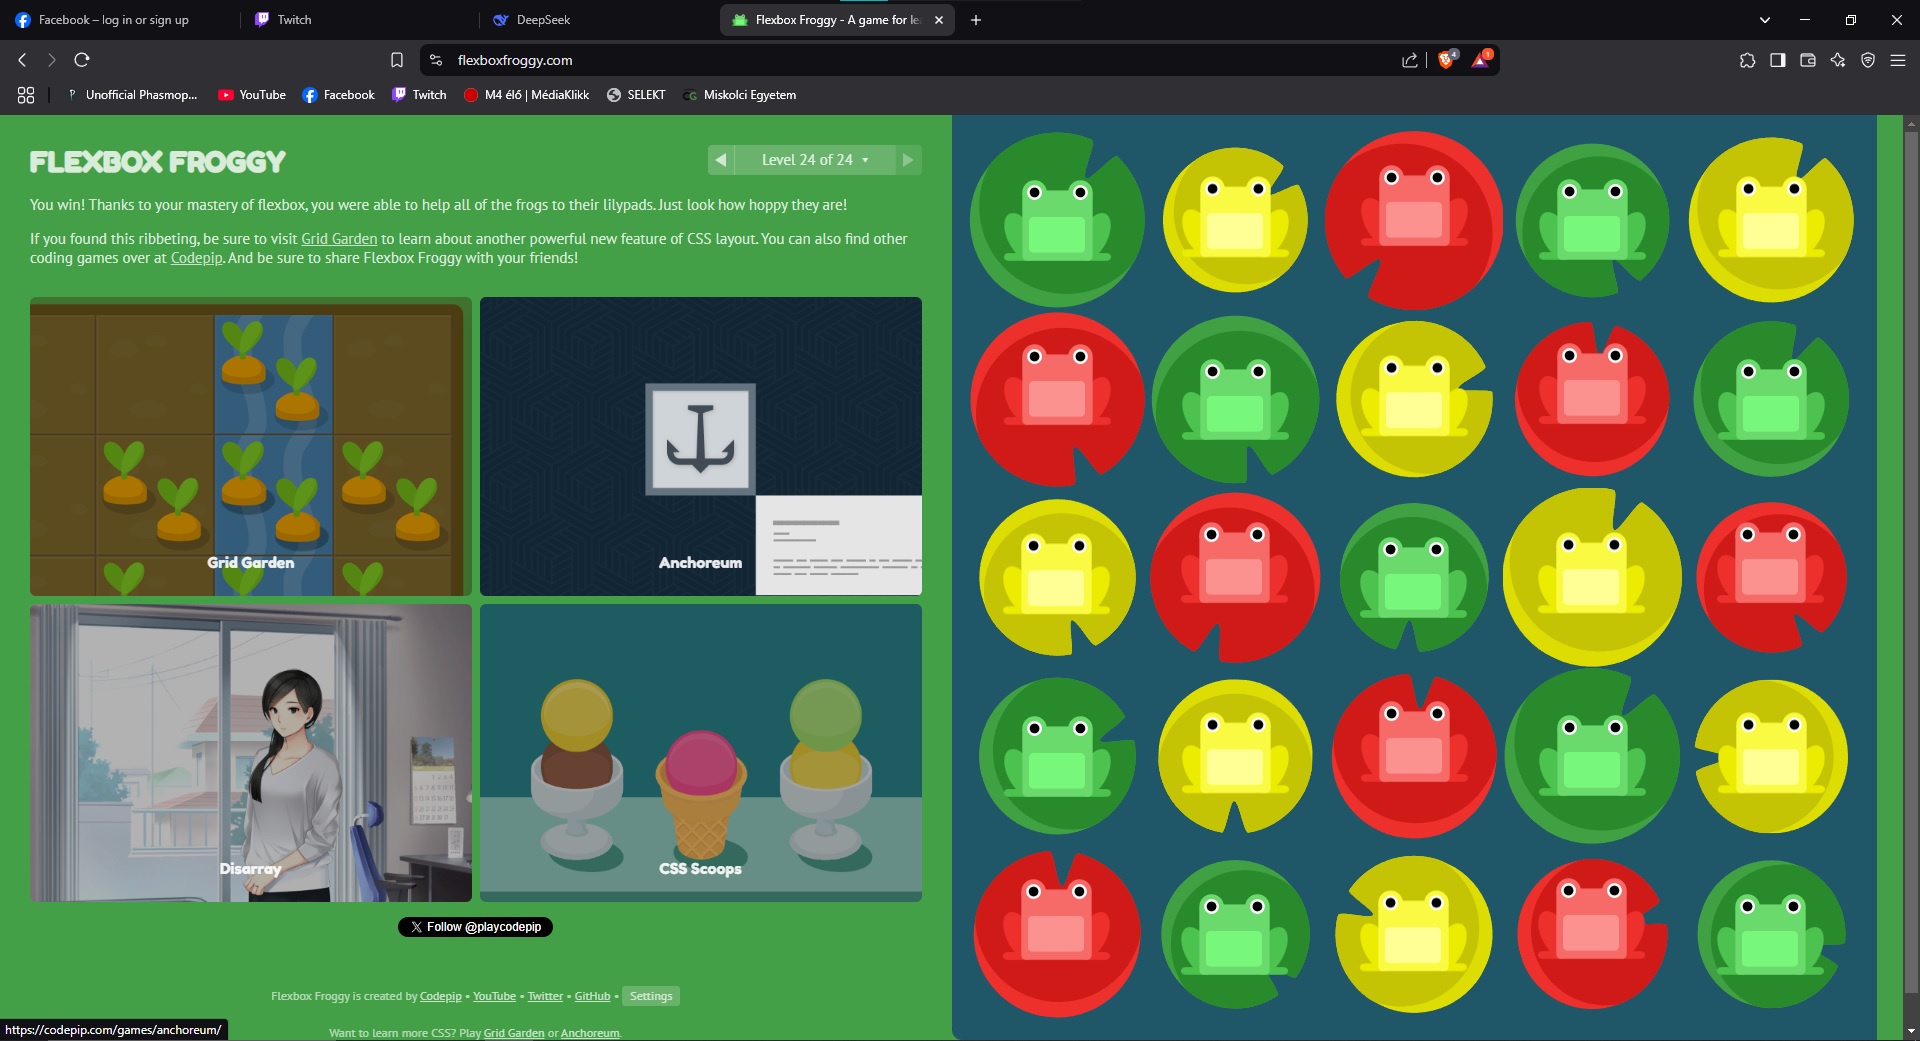 Facebook – log in or sign up
Twitch
DeepSeek
Flexbox Froggy - A game for le
flexboxfroggy.com
4
1
Unofficial Phasmop...
YouTube
Facebook
Twitch
M4 élő | MédiaKlikk
SELEKT
Miskolci Egyetem
FLEXBOX FROGGY
Level 24 of 24
You win! Thanks to your mastery of flexbox, you were able to help all of the frogs to their lilypads. Just look how hoppy they are!
If you found this ribbeting, be sure to visit Grid Garden to learn about another powerful new feature of CSS layout. You can also find other
coding games over at Codepip. And be sure to share Flexbox Froggy with your friends!
Grid Garden
Anchoreum
Disarray
CSS Scoops
Follow @playcodepip
Flexbox Froggy is created by Codepip • YouTube • Twitter • GitHub • Settings
https://codepip.com/games/anchoreum/
Want to learn more CSS? Play Grid Garden or Anchoreum.